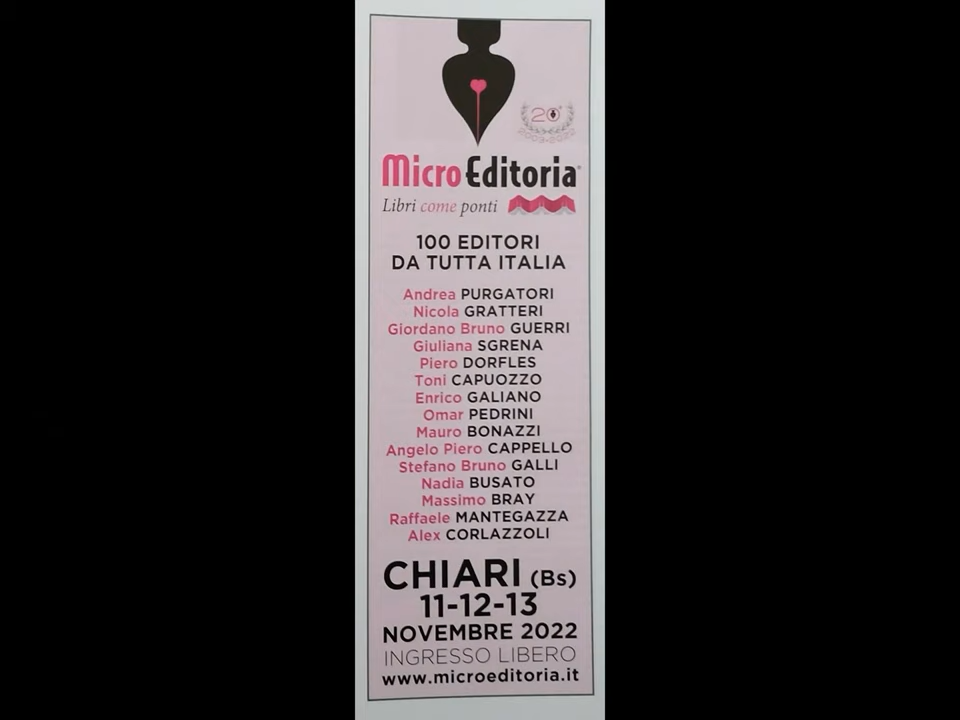 20°
2003-2022
MicroEditoria®
Libri come ponti
100 EDITORI
DA TUTTA ITALIA
Andrea PURGATORI
Nicola GRATTERI
Giordano Bruno GUERRI
Giuliana SGRENA
Piero DORFLES
Toni CAPUOZZO
Enrico GALIANO
Omar PEDRINI
Mauro BONAZZI
Angelo Piero CAPPELLO
Stefano Bruno GALLI
Nadia BUSATO
Massimo BRAY
Raffaele MANTEGAZZA
Alex CORLAZZOLI
CHIARI (Bs)
11-12-13
NOVEMBRE 2022
INGRESSO LIBERO
www.microeditoria.it